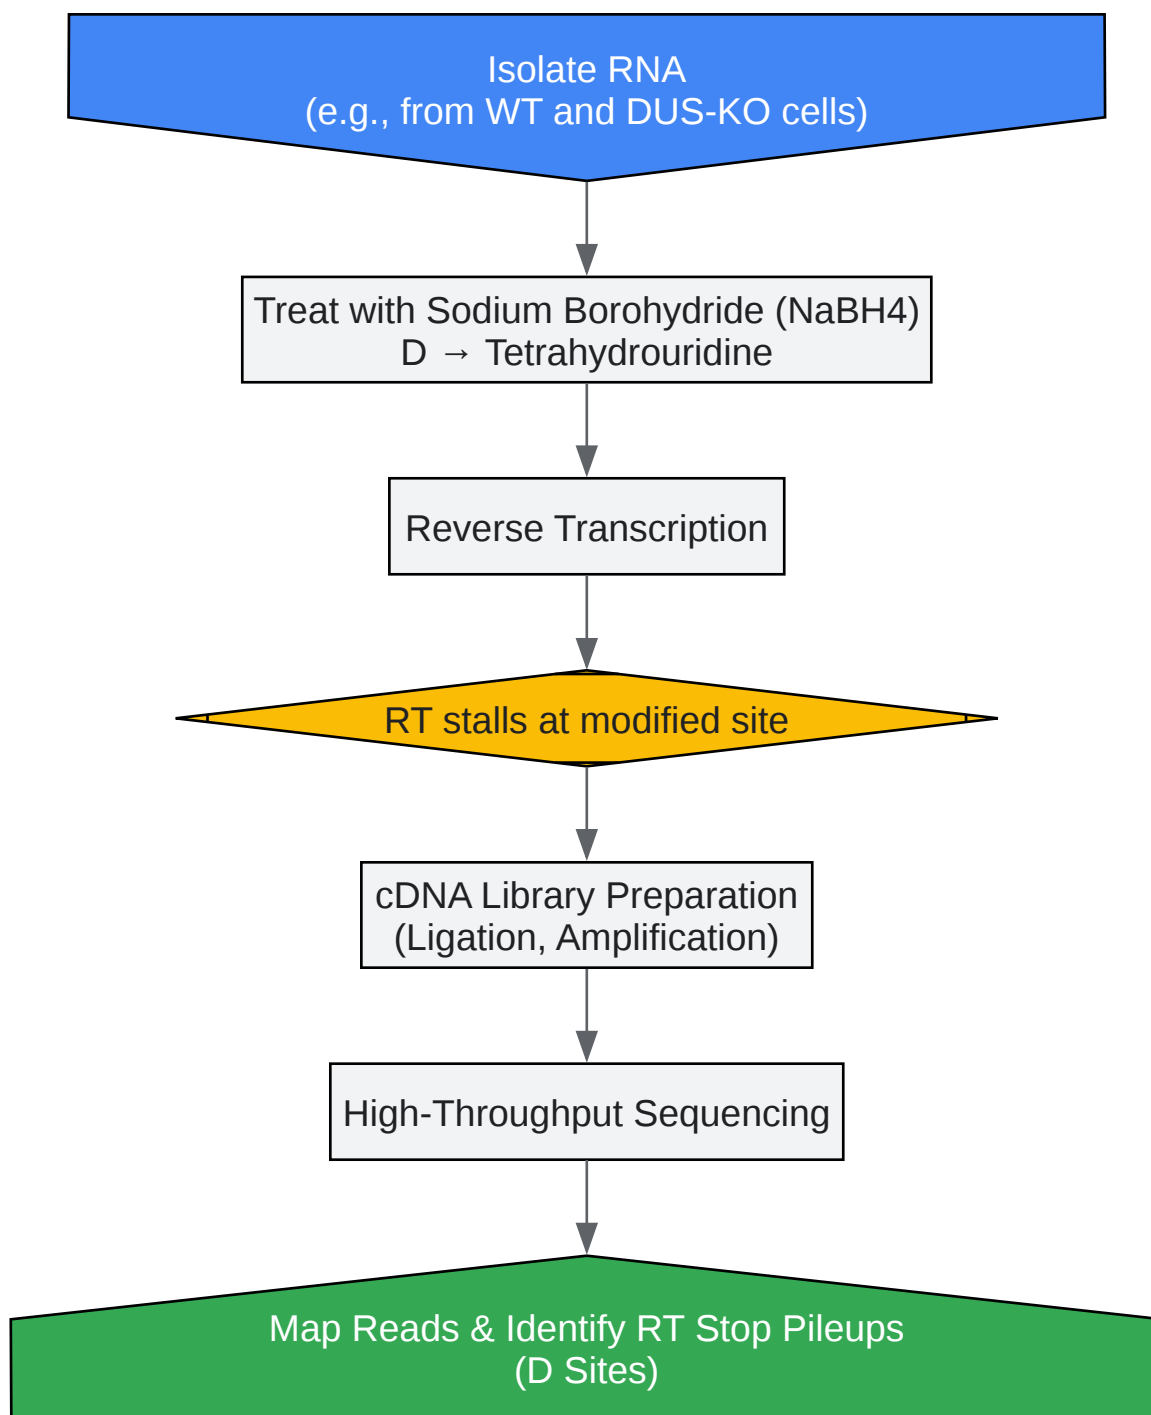 Isolate RNA
(e.g., from WT and DUS-KO cells)
Treat with Sodium Borohydride (NaBH4)
D → Tetrahydrouridine
Reverse Transcription
RT stalls at modified site
cDNA Library Preparation
(Ligation, Amplification)
High-Throughput Sequencing
Map Reads & Identify RT Stop Pileups
(D Sites)